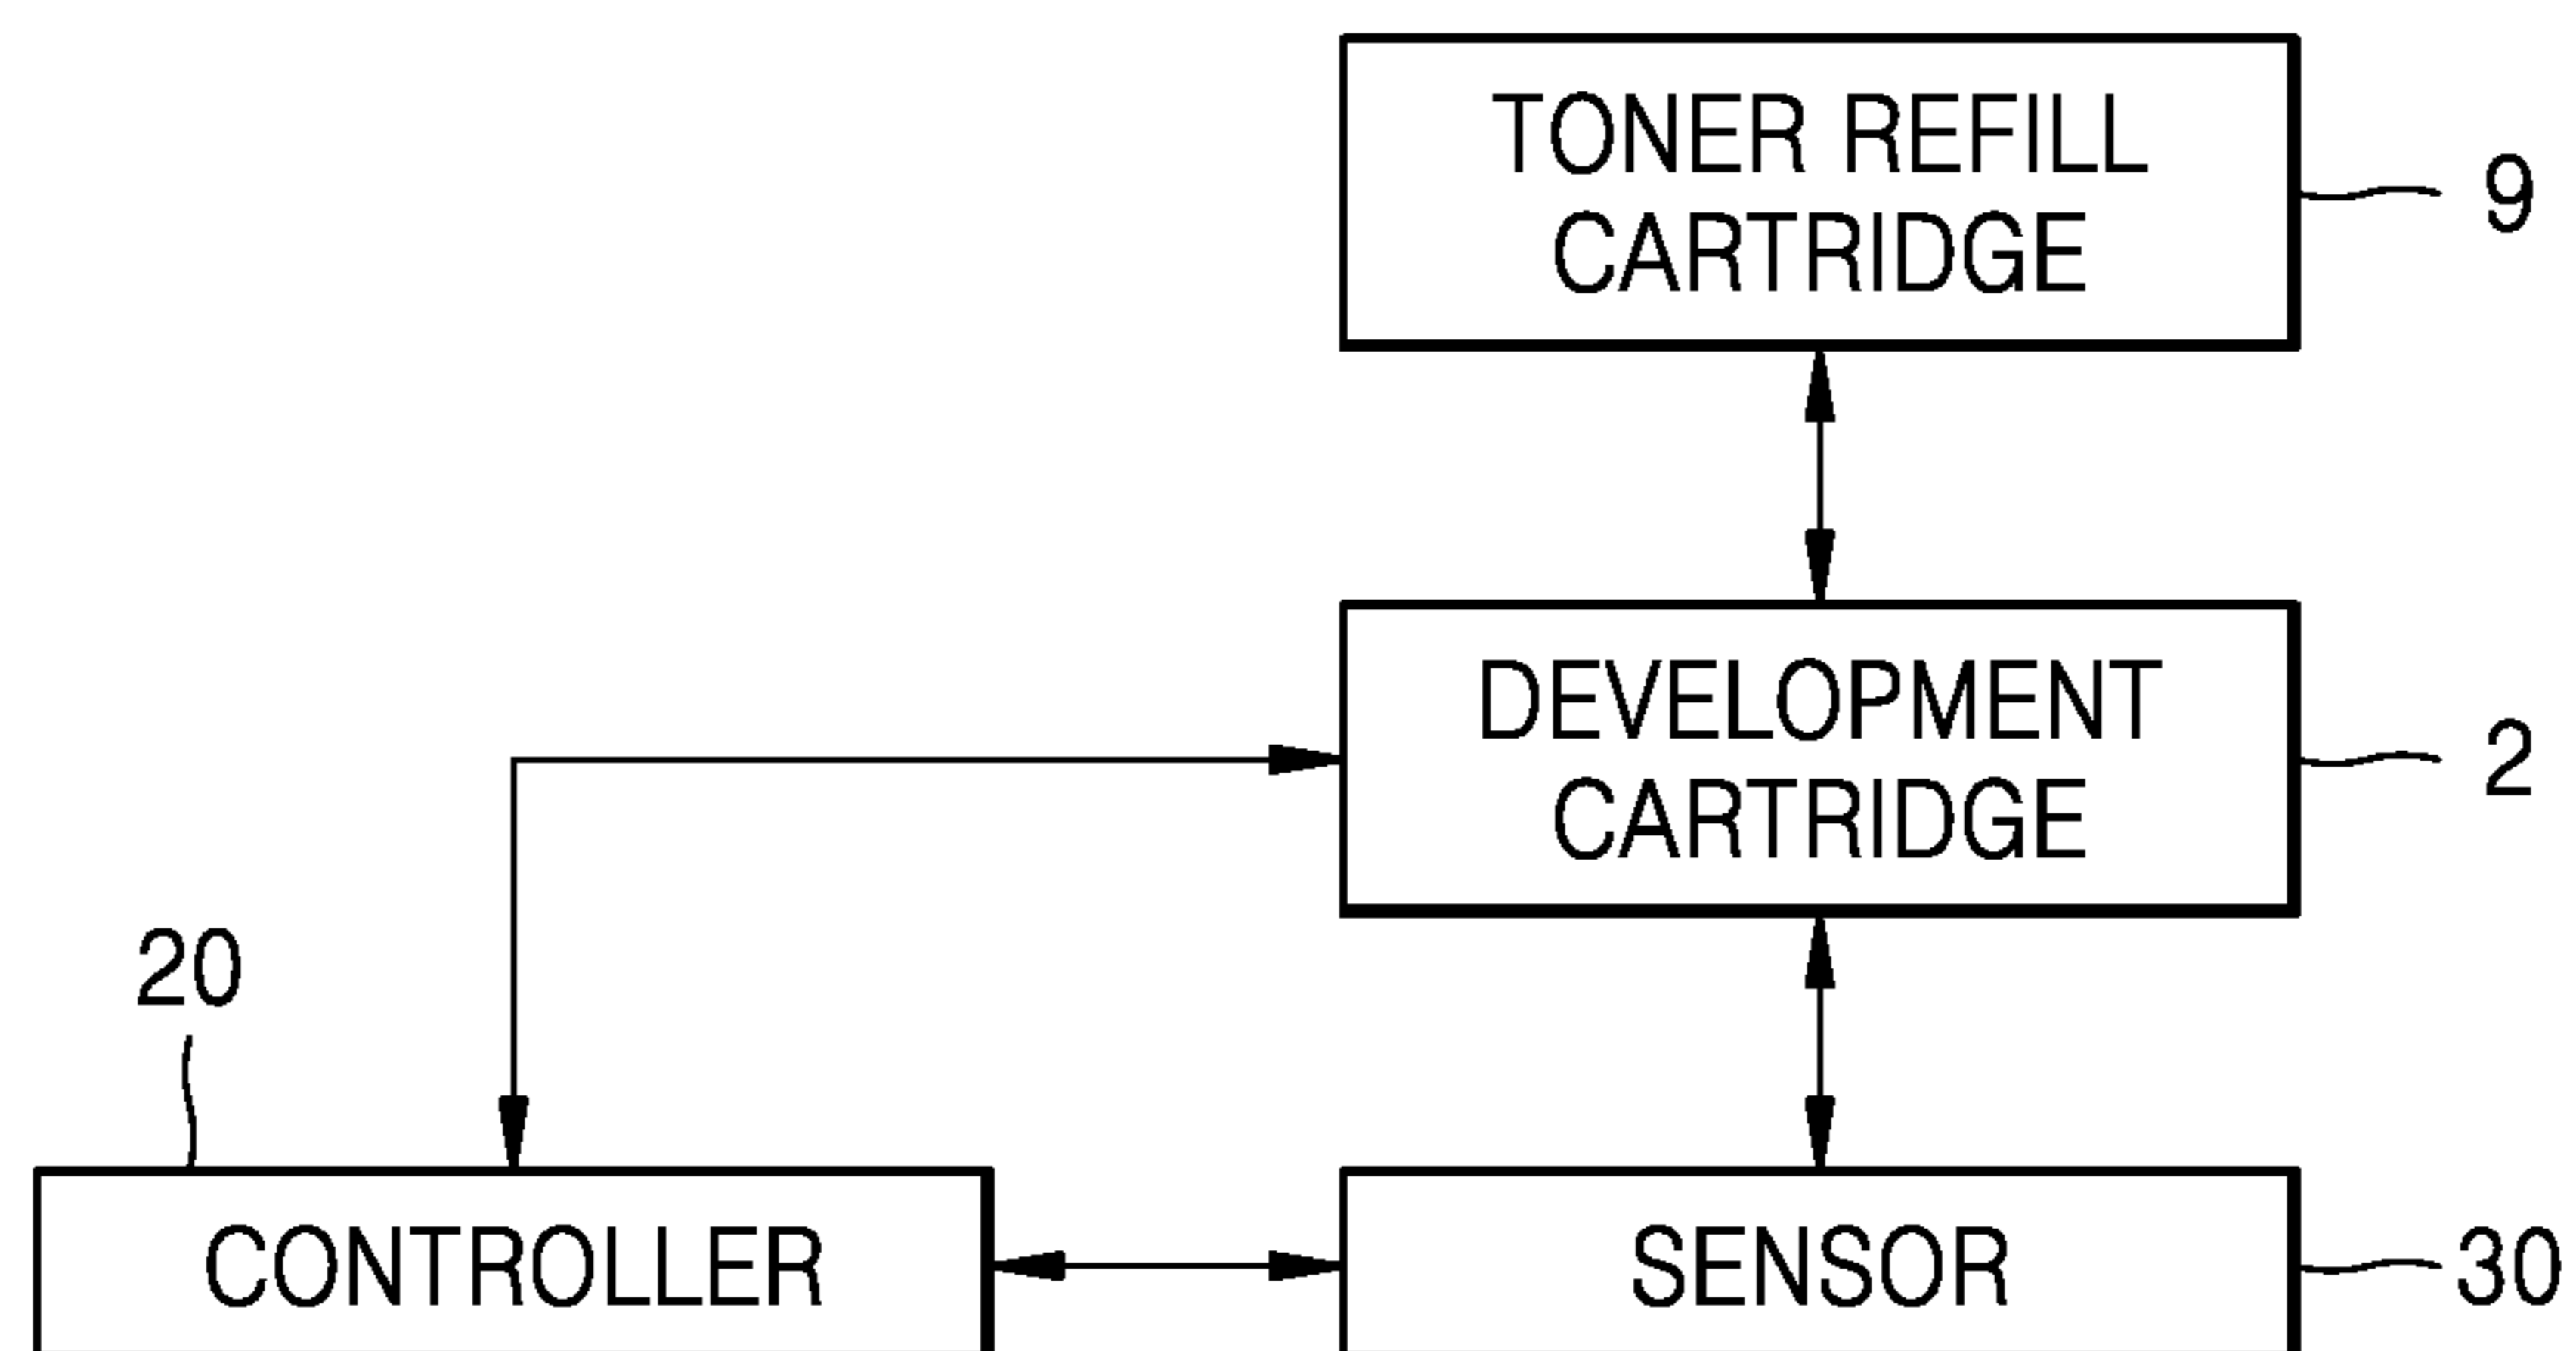 TONER REFILL
CARTRIDGE
9
DEVELOPMENT
CARTRIDGE
2
20
CONTROLLER
SENSOR
30